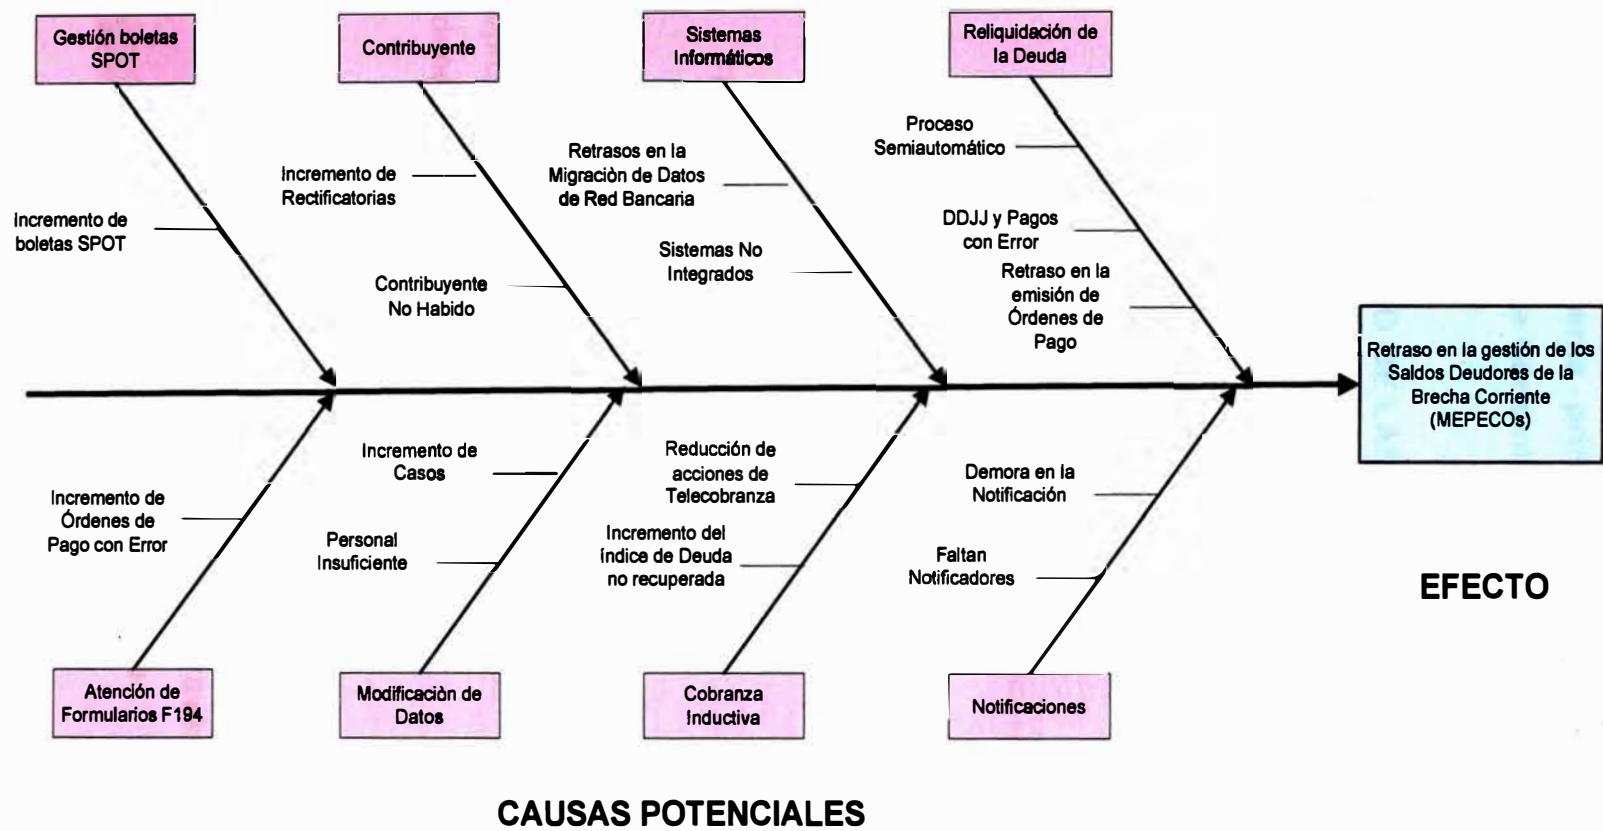 Gestión boletas
SPOT
Contribuyente
Sistemas
Informáticos
Reliquidación de
la Deuda
Incremento de
boletas SPOT
Incremento de
Rectificatorias
Contribuyente
No Habido
Retrasos en la
Migraciòn de Datos
de Red Bancaria
Sistemas No
Integrados
Proceso
Semiautomático
DDJJ y Pagos
con Error
Retraso en la
emisión de
Órdenes de
Pago
Retraso en la gestión de los
Saldos Deudores de la
Brecha Corriente
(MEPECOs)
Incremento de
Órdenes de
Pago con Error
Incremento de
Casos
Personal
Insuficiente
Reducción de
acciones de
Telecobranza
Incremento del
índice de Deuda
no recuperada
Demora en la
Notificación
Faltan
Notificadores
EFECTO
Atención de
Formularios F194
Modificaciòn de
Datos
Cobranza
Inductiva
Notificaciones
CAUSAS POTENCIALES